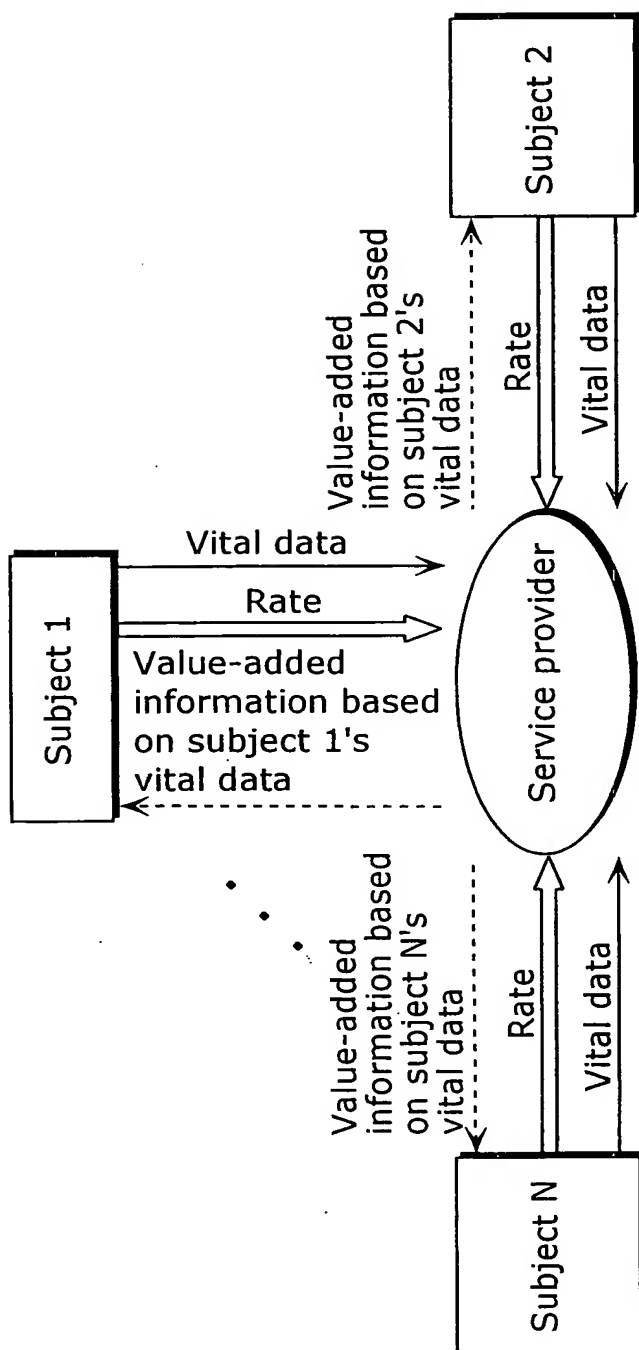 Subject 1
Vital data
Rate
Value-added
information based
on subject 1's
vital data
Value-added
information based
on subject N's
vital data
Value-added
information based
on subject 2's
vital data
Subject N
Rate
Vital data
Service provider
Rate
Vital data
Subject 2